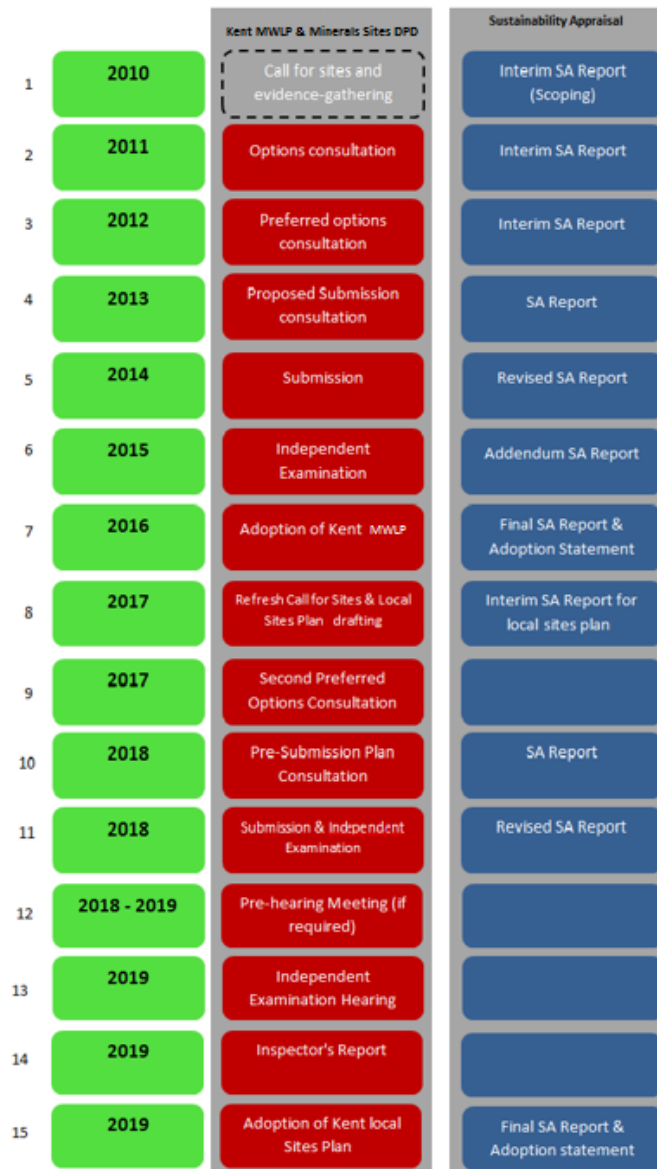 Kent MWLP & Minerals Sites DPD
Sustainability Appraisal
1
2010
Call for sites and
evidence-gathering
Interim SA Report
(Scoping)
2
2011
Options consultation
Interim SA Report
3
2012
Preferred options
consultation
Interim SA Report
4
2013
Proposed Submission
consultation
SA Report
5
2014
Submission
Revised SA Report
6
2015
Independent
Examination
Addendum SA Report
7
2016
Adoption of Kent MWLP
Final SA Report &
Adoption Statement
8
2017
Refresh Call for Sites & Local
Sites Plan drafting
Interim SA Report for
local sites plan
9
2017
Second Preferred
Options Consultation
10
2018
Pre-Submission Plan
Consultation
SA Report
11
2018
Submission & Independent
Examination
Revised SA Report
12
2018 - 2019
Pre-hearing Meeting (if
required)
13
2019
Independent
Examination Hearing
14
2019
Inspector's Report
15
2019
Adoption of Kent local
Sites Plan
Final SA Report &
Adoption statement